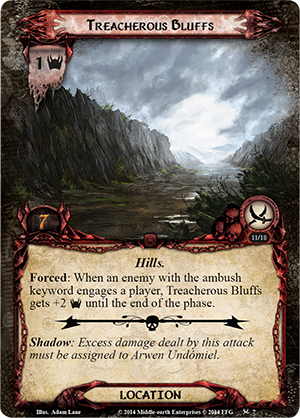 Treacherous Bluffs
1
7
11/18
Hills.
Forced: When an enemy with the ambush
keyword engages a player, Treacherous Bluffs
gets +2 until the end of the phase.
Shadow: Excess damage dealt by this attack
must be assigned to Arwen Undómiel.
LOCATION
Illus. Adam Lane
© 2014 Middle-earth Enterprises © 2014 FFG